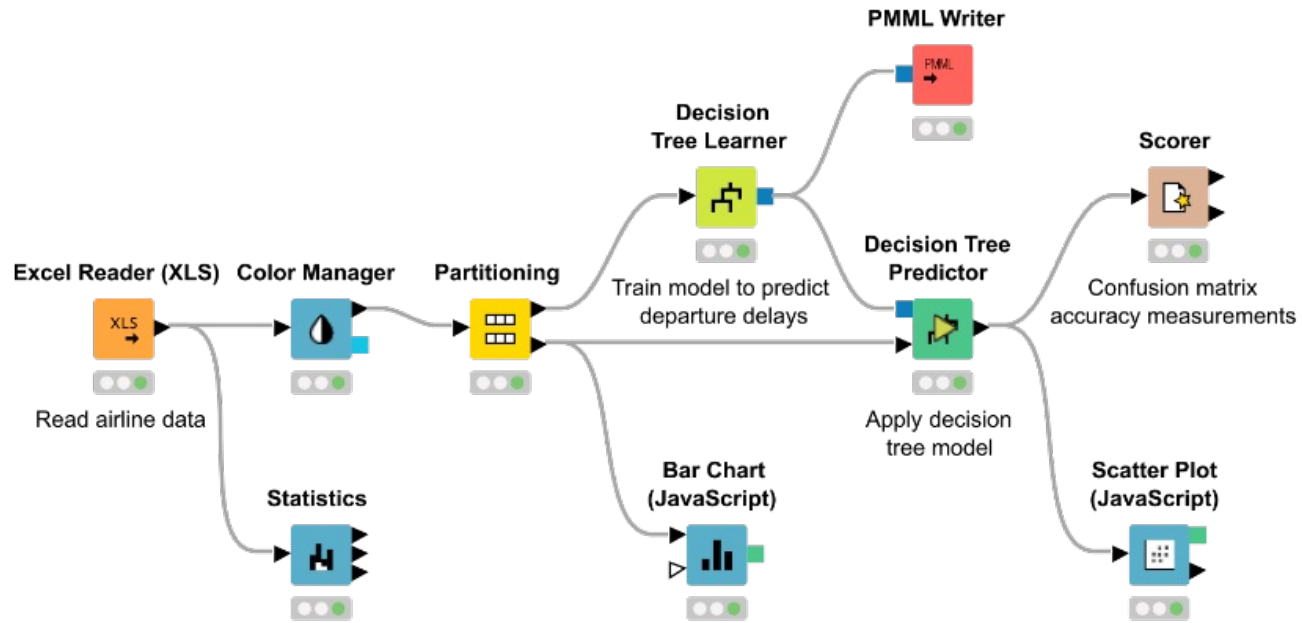 PMML Writer
PMML
Decision
Tree Learner
Scorer
Excel Reader (XLS)
Color Manager
Partitioning
Train model to predict
departure delays
Decision Tree
Predictor
Confusion matrix
accuracy measurements
XLS
Read airline data
Apply decision
tree model
Statistics
Bar Chart
(JavaScript)
Scatter Plot
(JavaScript)